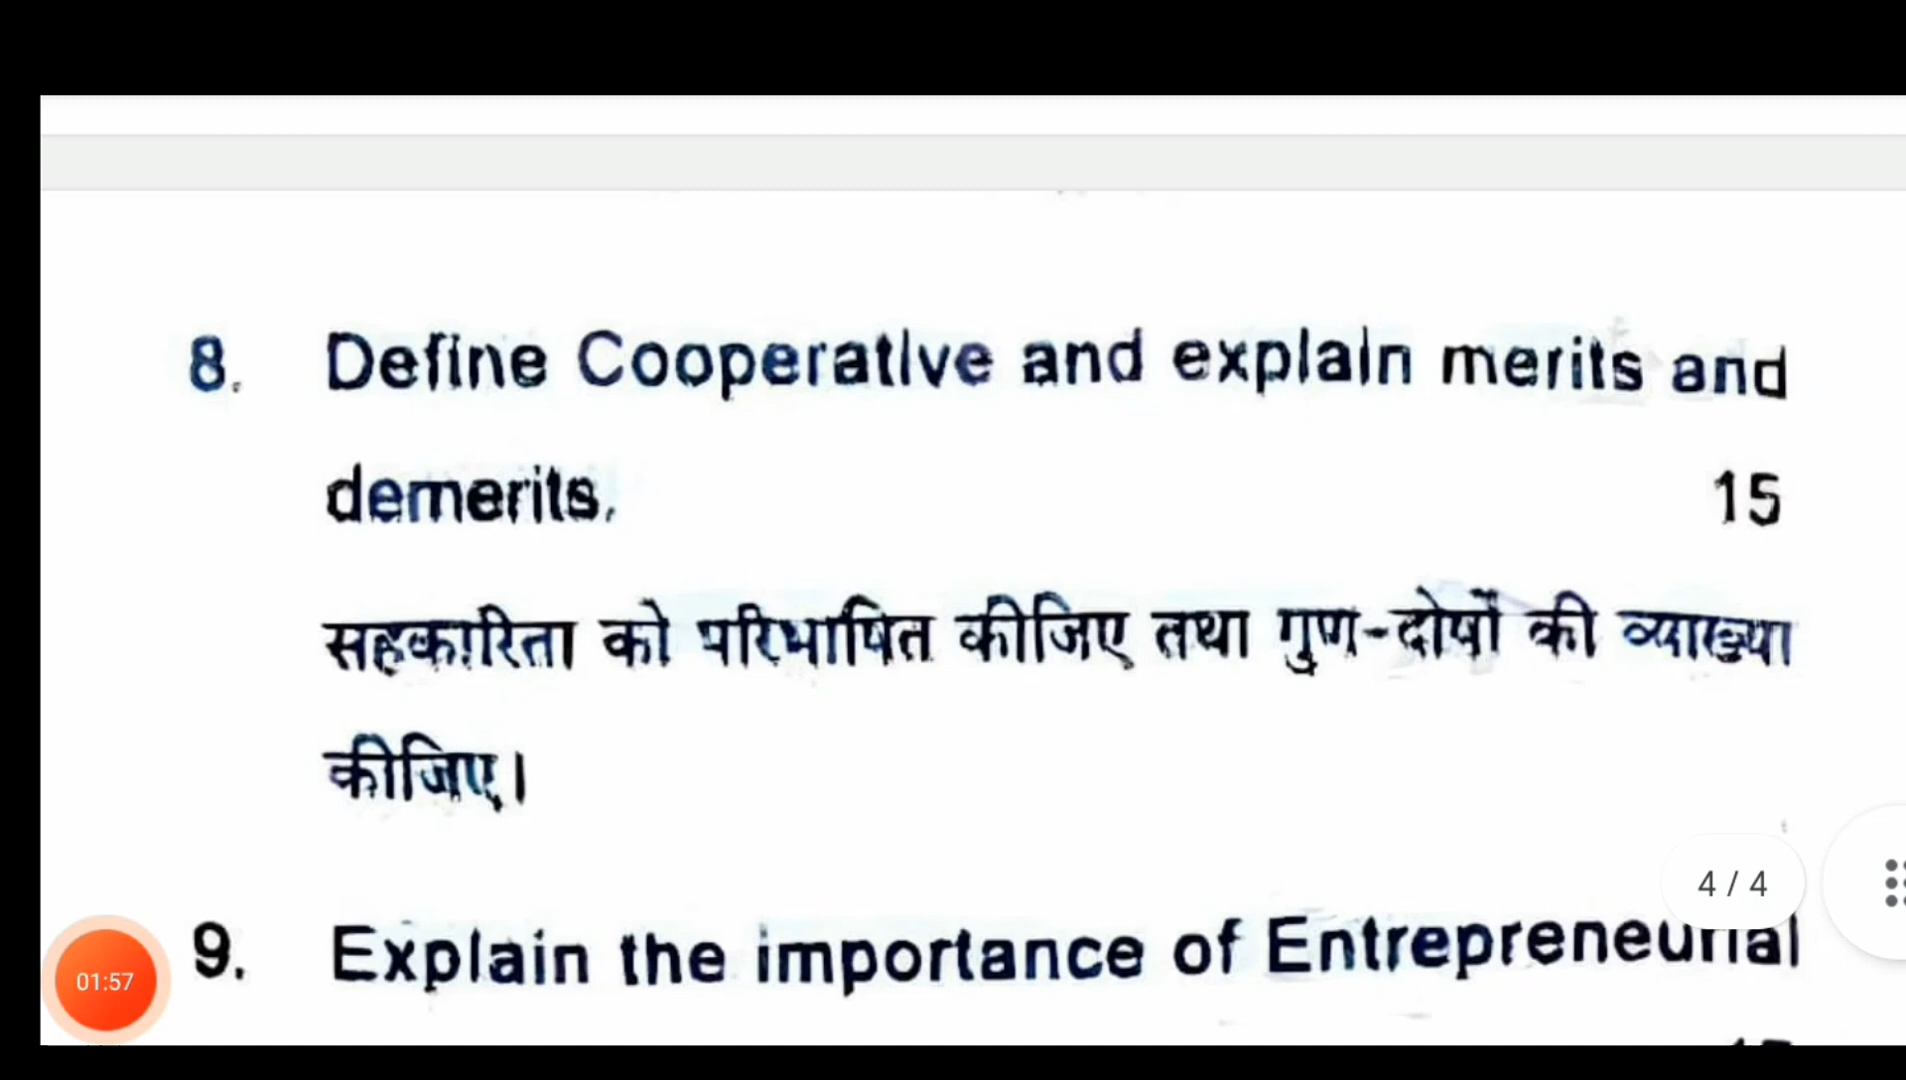 8. Define Cooperative and explain merits and
demerits. 15
सहकारिता को परिभाषित कीजिए तथा गुण-दोषों की व्याख्या
कीजिए।
4 / 4
9. Explain the importance of Entrepreneurial
01:57